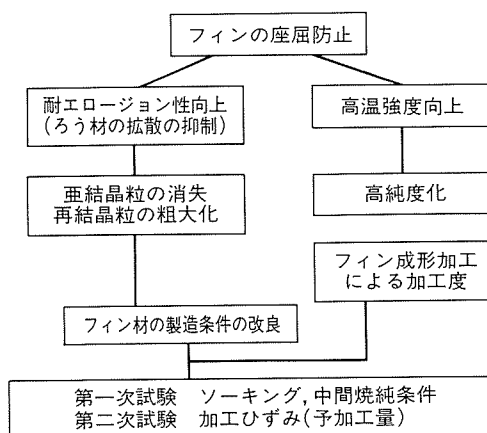 フィンの座屈防止
耐エロージョン性向上
(ろう材の拡散の抑制)
高温強度向上
亜結晶粒の消失
再結晶粒の粗大化
高純度化
フィン成形加工
による加工度
フィン材の製造条件の改良
第一次試験 ソーキング,中間焼純条件
第二次試験 加工ひずみ(予加工量)